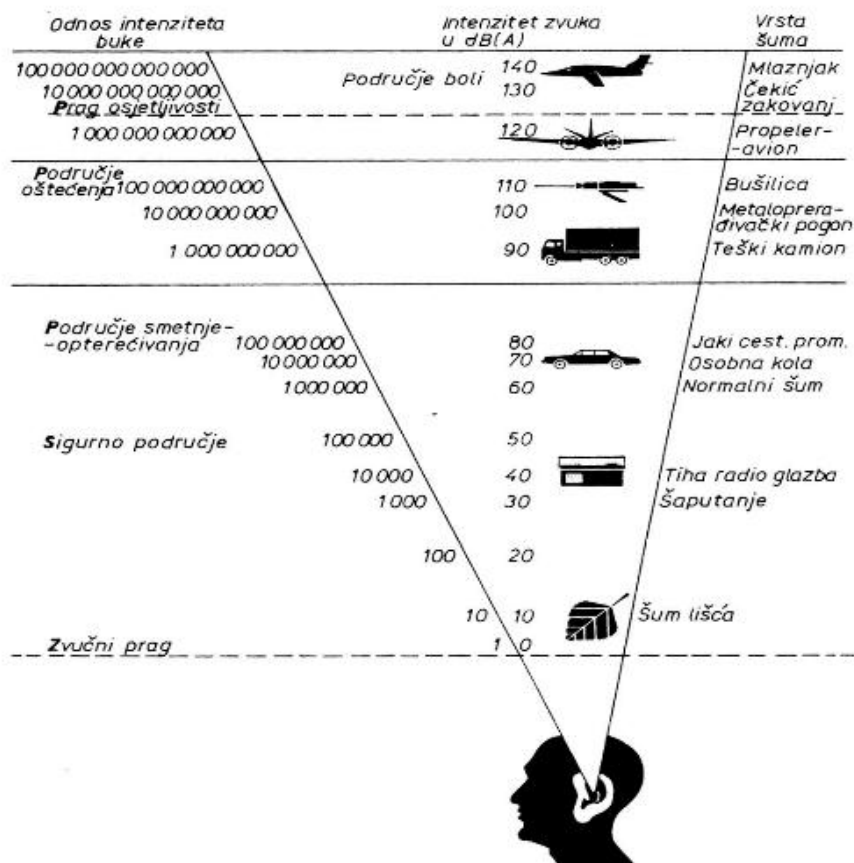 Odnos intenziteta
buke
Intenzitet zvuka
u dB(A)
Vrsta
šuma
100 000 000 000 000
Područje boli
140
Mlaznjak
10 000 000 000 000
130
Čekić
zakovanj
Prag osjetljivosti
1 000 000 000 000
120
Propeler-
-avion
Područje
oštećenja
100 000 000 000
110
Bušilica
10 000 000 000
100
Metaloprera-
đivački pogon
1 000 000 000
90
Teški kamion
Područje smetnje-
-opterećivanja
100 000 000
80
Jaki cest. prom.
10 000 000
70
Osobna kola
1 000 000
60
Normalni šum
Sigurno područje
100 000
50
10 000
40
Tiha radio glazba
1 000
30
Šaputanje
100
20
10
10
Šum lišća
Zvučni prag
1
0